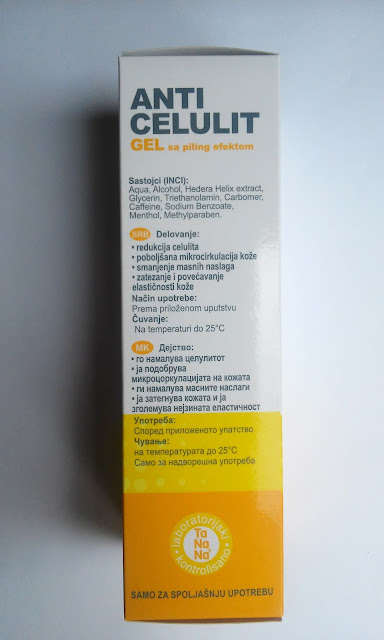 ANTI
CELULIT
GEL sa piling efektom
Sastojci (INCI):
Aqua, Alcohol, Hedera Helix extract,
Glycerin, Triethanolamin, Carbomer,
Caffeine, Sodium Benzoate,
Menthol, Methylparaben.
SRB Delovanje:
• redukcija celulita
• poboljšana mikrocirkulacija kože
• smanjenje masnih naslaga
• zatezanje i povećavanje
elastičnosti kože
Način upotrebe:
Prema priloženom uputstvu
Čuvanje:
Na temperaturi do 25°C
MK Дејство:
• го намалува целулитот
• ја подобрува
микроцоркулацијата на кожата
• ги намалува масните наслаги
• ја затегнува кожата и ја
зголемува нејзината еластичност
Употреба:
Според приложеното упатство
Чување:
на температурата до 25°C
Само за надворешна употреба
laboratorijski
Ta
Na
Na
• kontrolisano •
SAMO ZA SPOLJAŠNJU UPOTREBU